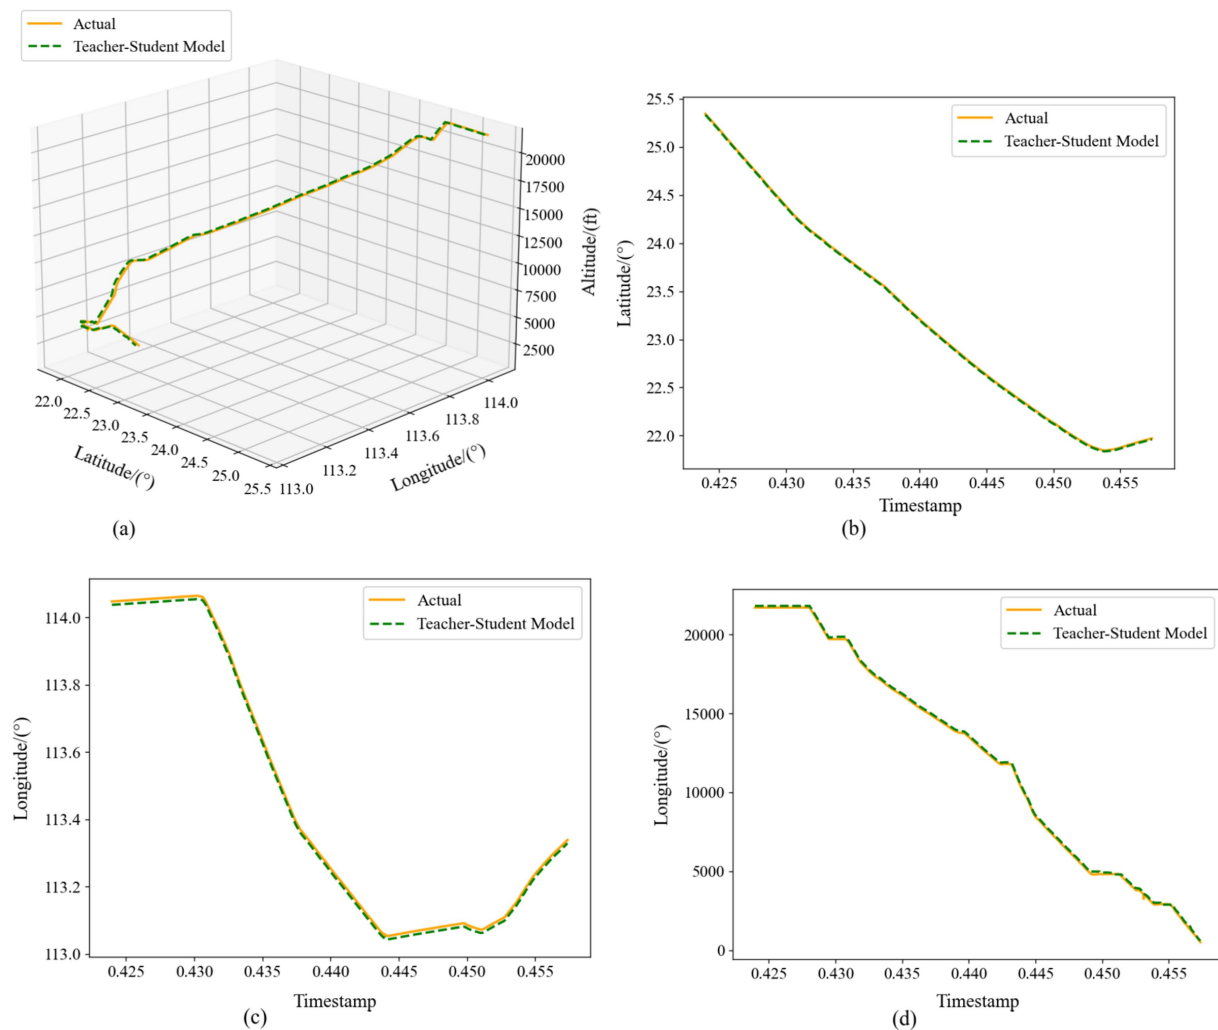 Actual
Teacher-Student Model
20000
17500
15000
12500
10000
7500
5000
2500
Altitude/(ft)
22.0
22.5
23.0
23.5
24.0
24.5
25.0
25.5
Latitude/(°)
113.0
113.2
113.4
113.6
113.8
114.0
Longitude/(°)
(a)
Actual
Teacher-Student Model
25.5
25.0
24.5
24.0
23.5
23.0
22.5
22.0
Latitude/(°)
0.425 0.430 0.435 0.440 0.445 0.450 0.455
Timestamp
(b)
Actual
Teacher-Student Model
114.0
113.8
113.6
113.4
113.2
113.0
Longitude/(°)
0.425 0.430 0.435 0.440 0.445 0.450 0.455
Timestamp
(c)
Actual
Teacher-Student Model
20000
15000
10000
5000
0
Longitude/(°)
0.425 0.430 0.435 0.440 0.445 0.450 0.455
Timestamp
(d)